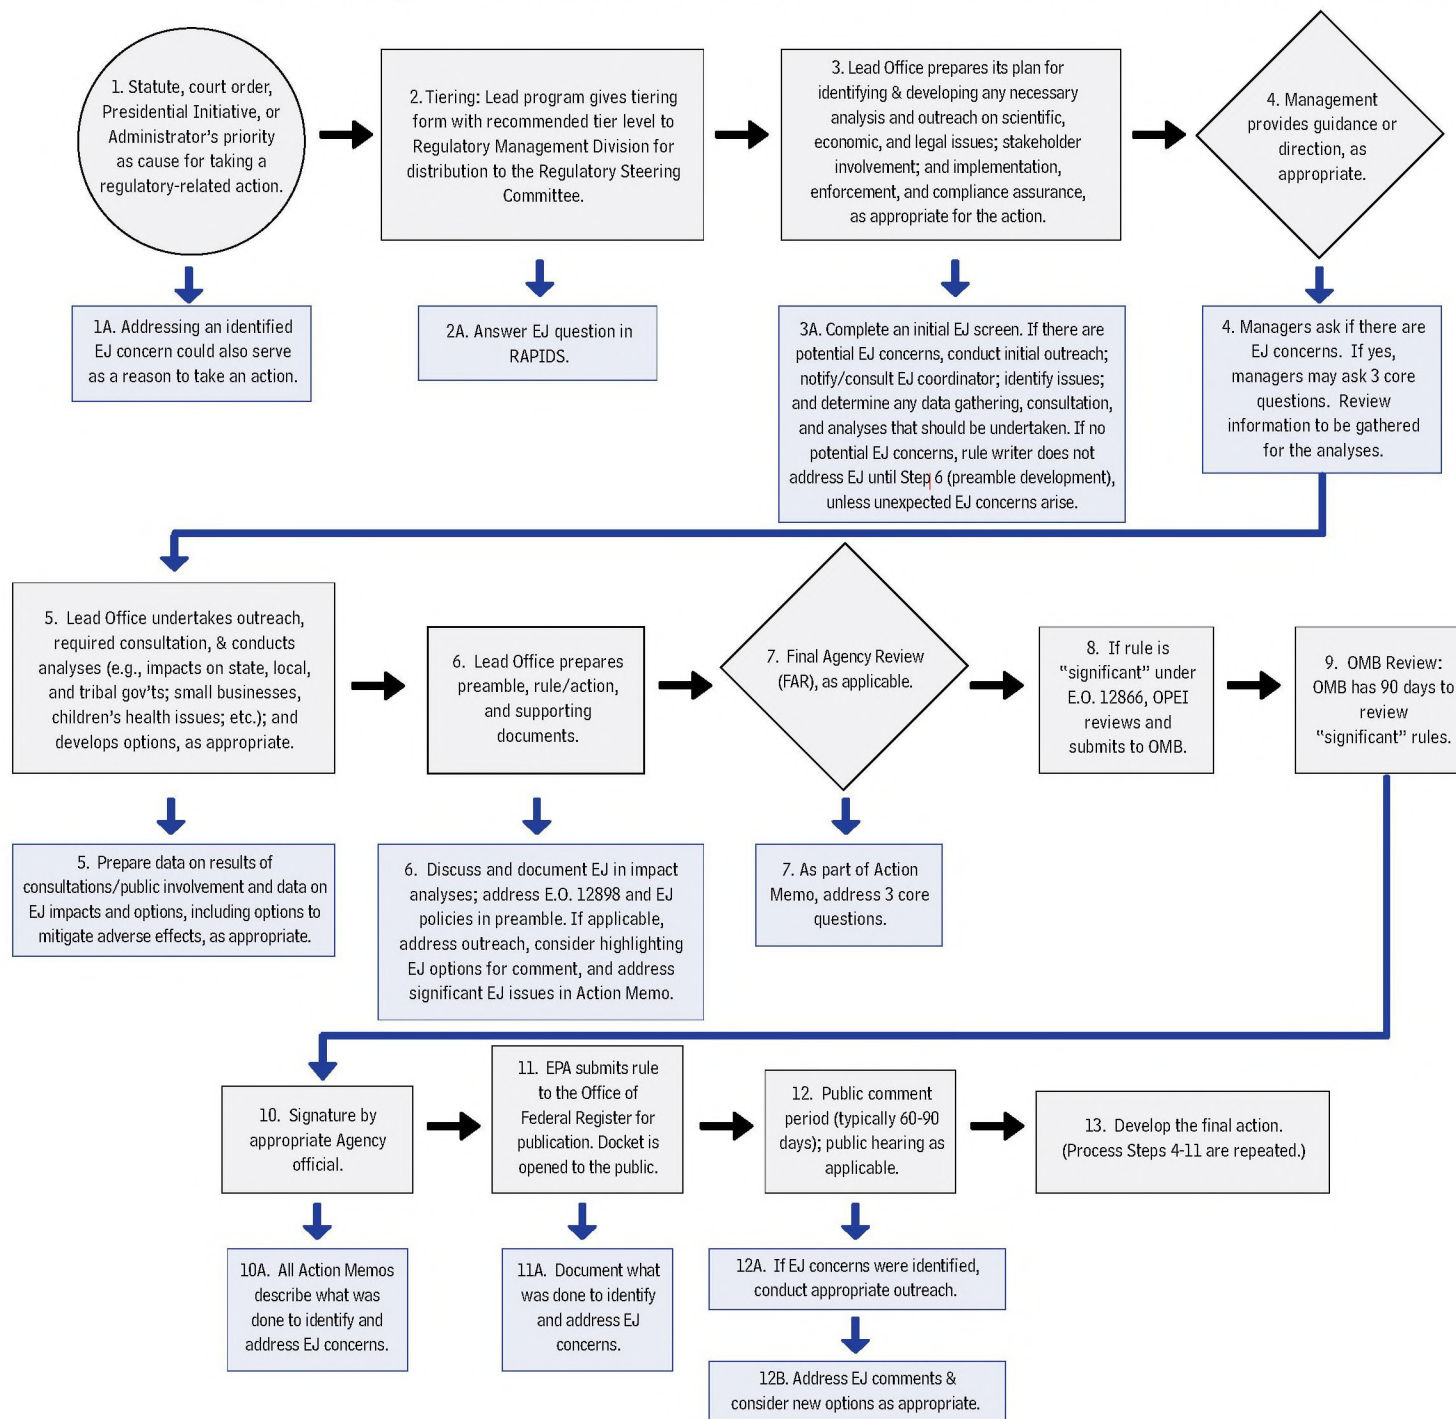 1. Statute, court order,
Presidential Initiative, or
Administrator's priority
as cause for taking a
regulatory-related action.
2. Tiering: Lead program gives tiering
form with recommended tier level to
Regulatory Management Division for
distribution to the Regulatory Steering
Committee.
3. Lead Office prepares its plan for
identifying & developing any necessary
analysis and outreach on scientific,
economic, and legal issues; stakeholder
involvement; and implementation,
enforcement, and compliance assurance,
as appropriate for the action.
4. Management
provides guidance or
direction, as
appropriate.
1A. Addressing an identified
EJ concern could also serve
as a reason to take an action.
2A. Answer EJ question in
RAPIDS.
3A. Complete an initial EJ screen. If there are
potential EJ concerns, conduct initial outreach;
notify/consult EJ coordinator; identify issues;
and determine any data gathering, consultation,
and analyses that should be undertaken. If no
potential EJ concerns, rule writer does not
address EJ until Step 6 (preamble development),
unless unexpected EJ concerns arise.
4. Managers ask if there are
EJ concerns. If yes,
managers may ask 3 core
questions. Review
information to be gathered
for the analyses.
5. Lead Office undertakes outreach,
required consultation, & conducts
analyses (e.g., impacts on state, local,
and tribal gov'ts; small businesses,
children's health issues; etc.); and
develops options, as appropriate.
6. Lead Office prepares
preamble, rule/action,
and supporting
documents.
7. Final Agency Review
(FAR), as applicable.
8. If rule is
"significant" under
E.O. 12866, OPEI
reviews and
submits to OMB.
9. OMB Review:
OMB has 90 days to
review
"significant" rules.
5. Prepare data on results of
consultations/public involvement and data on
EJ impacts and options, including options to
mitigate adverse effects, as appropriate.
6. Discuss and document EJ in impact
analyses; address E.O. 12898 and EJ
policies in preamble. If applicable,
address outreach, consider highlighting
EJ options for comment, and address
significant EJ issues in Action Memo.
7. As part of Action
Memo, address 3 core
questions.
10. Signature by
appropriate Agency
official.
11. EPA submits rule
to the Office of
Federal Register for
publication. Docket is
opened to the public.
12. Public comment
period (typically 60-90
days); public hearing as
applicable.
13. Develop the final action.
(Process Steps 4-11 are repeated.)
10A. All Action Memos
describe what was
done to identify and
address EJ concerns.
11A. Document what
was done to identify
and address EJ
concerns.
12A. If EJ concerns were identified,
conduct appropriate outreach.
12B. Address EJ comments &
consider new options as appropriate.